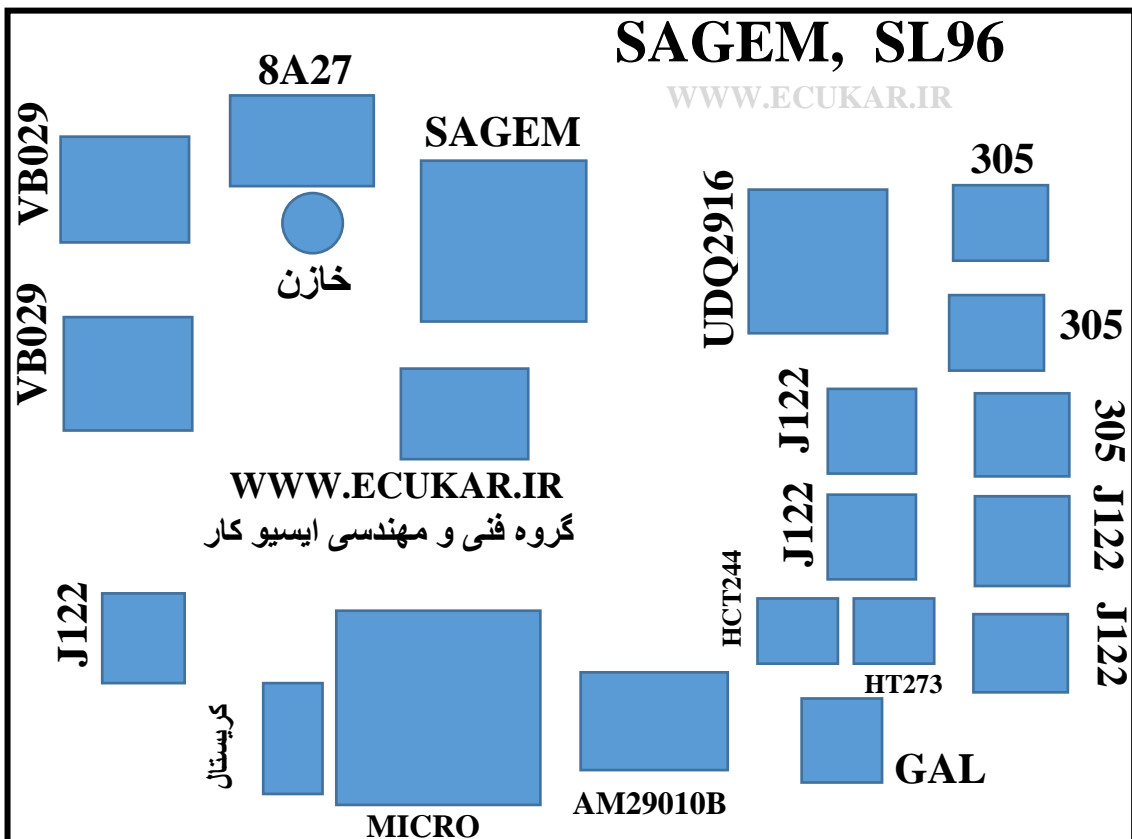 SAGEM, SL96
WWW.ECUKAR.IR
8A27
SAGEM
VB029
305
UDQ2916
خازن
305
VB029
J122
305
WWW.ECUKAR.IR
گروه فنی و مهندسی ایسیو کار
J122
J122
HCT244
J122
J122
HT273
کریستال
GAL
AM29010B
MICRO